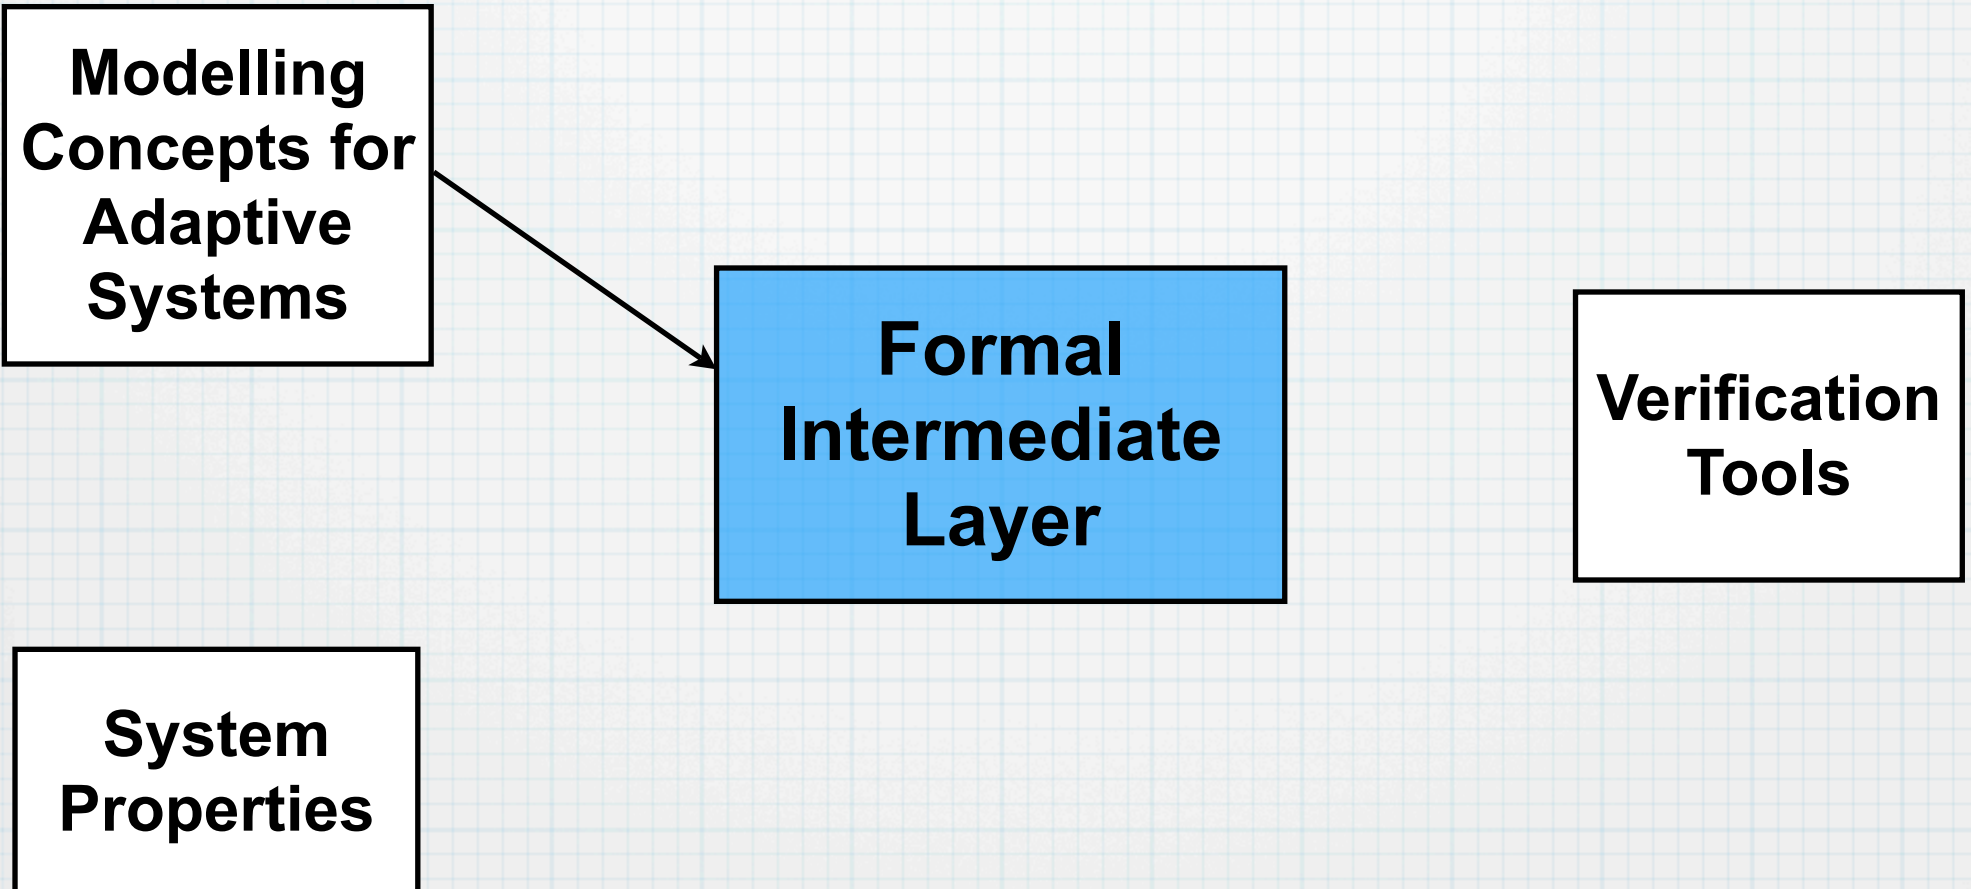 Modelling
Concepts for
Adaptive
Systems
Formal
Intermediate
Layer
Verification
Tools
System
Properties